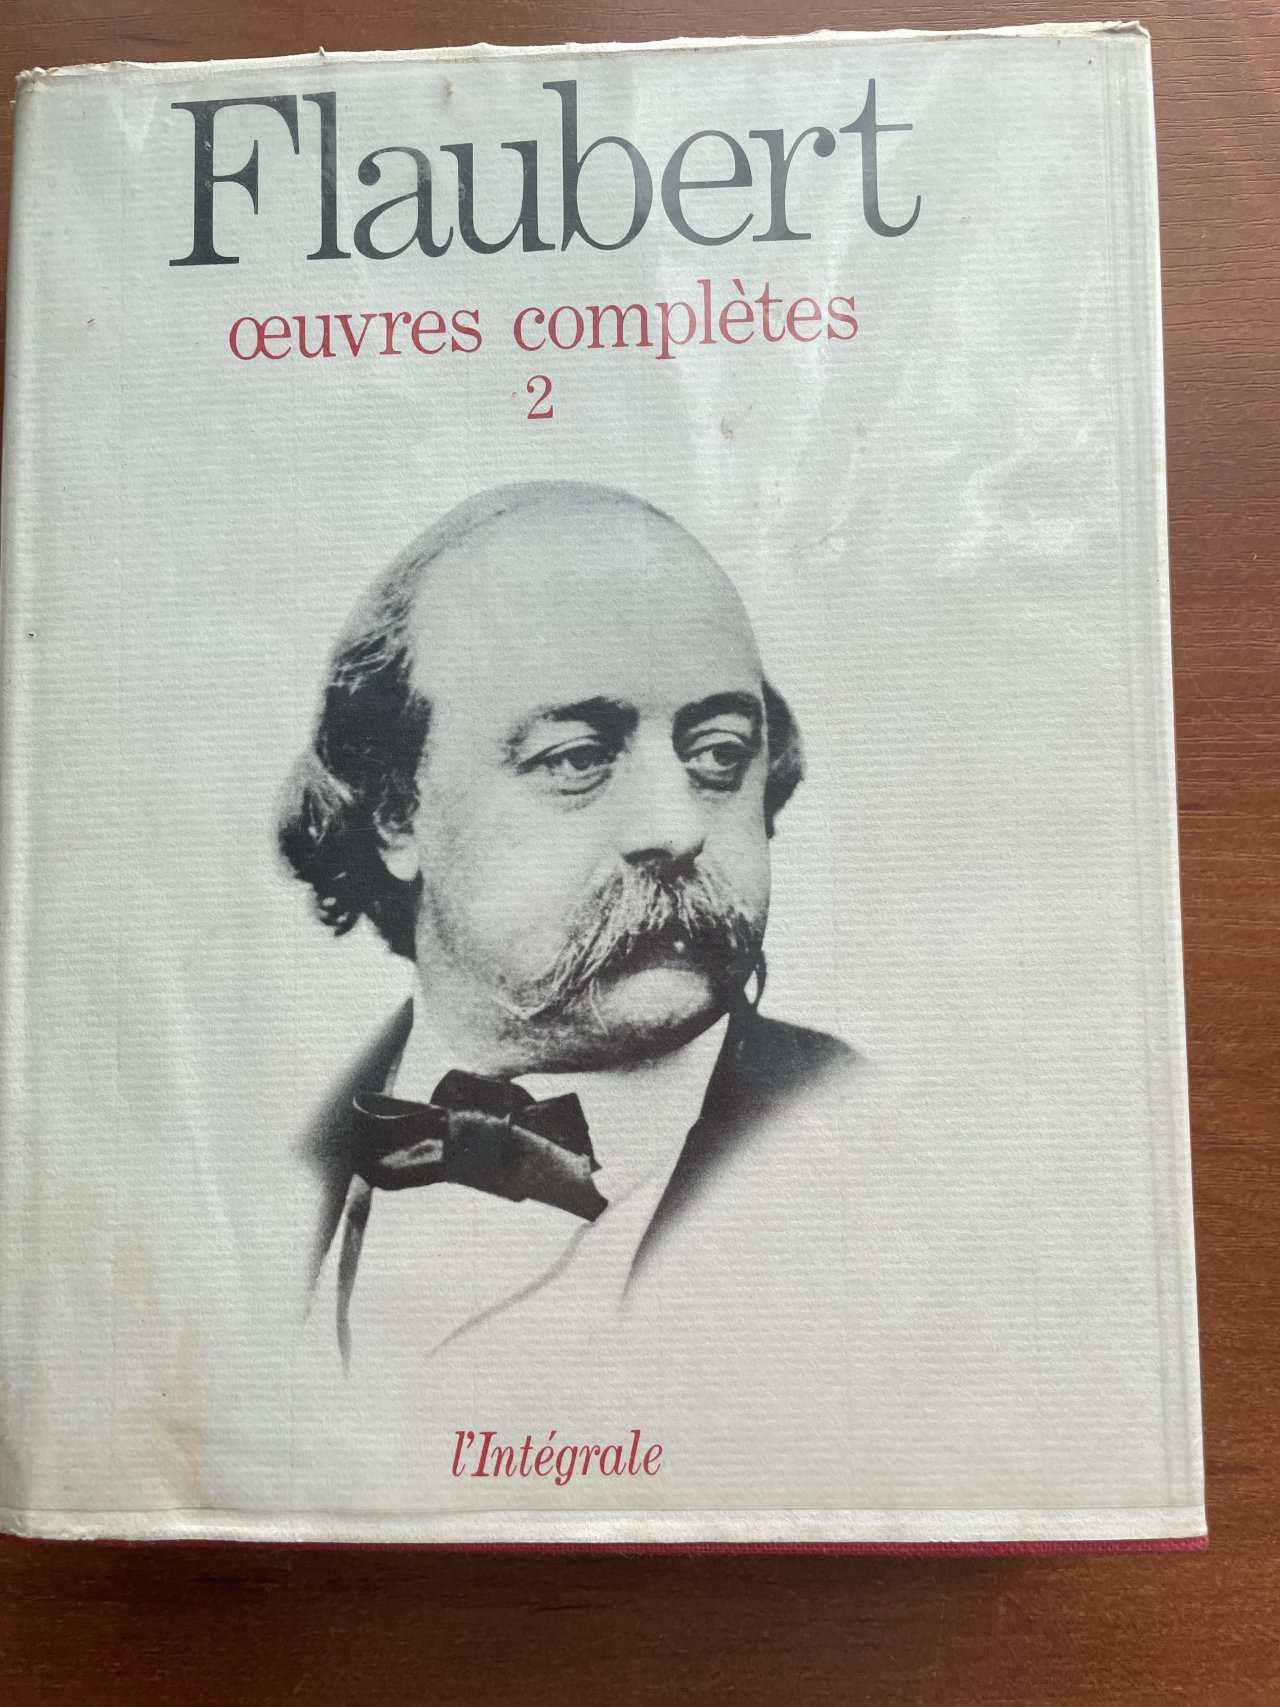 Flaubert
œuvres complètes
2
l'Intégrale